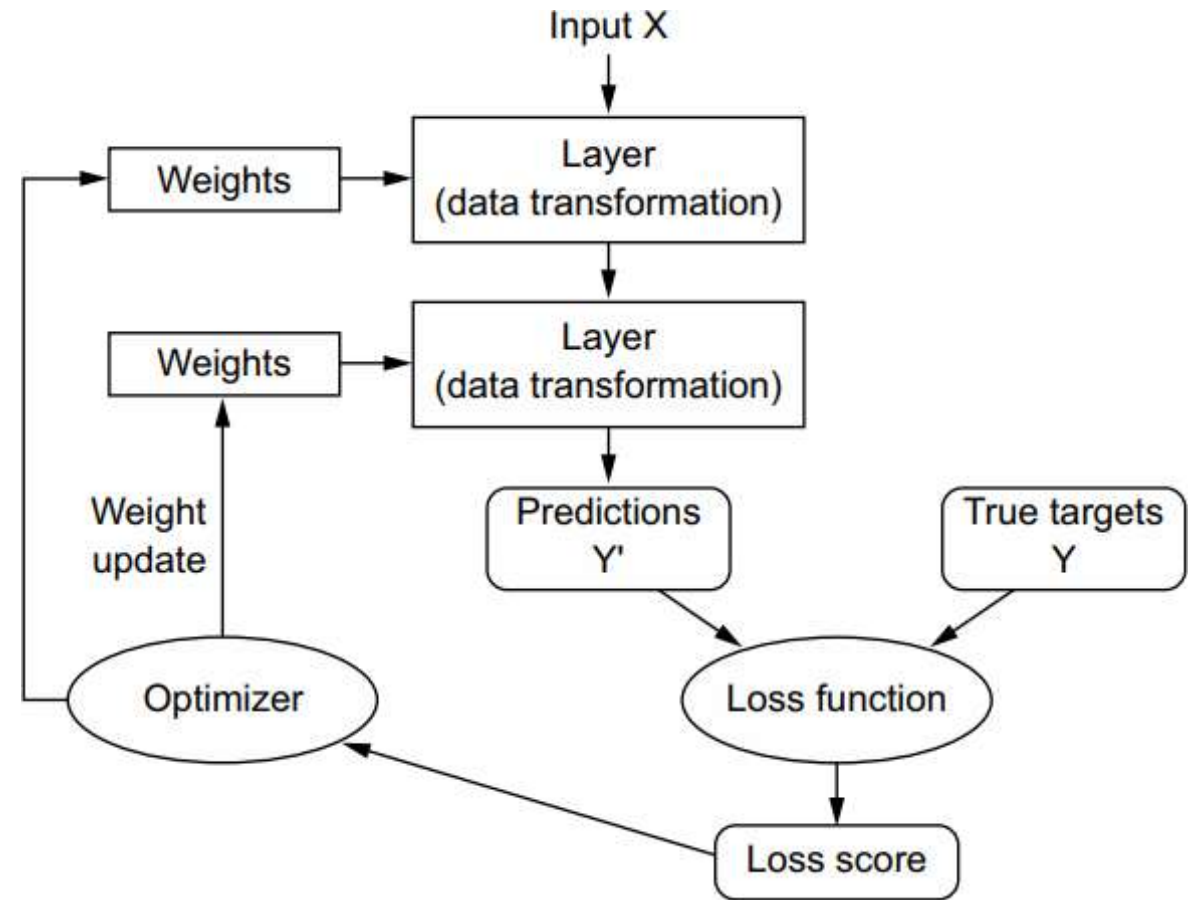 Input X
Layer
(data transformation)
Weights
Layer
(data transformation)
Weights
Predictions
Y'
True targets
Y
Weight
update
Optimizer
Loss function
Loss score